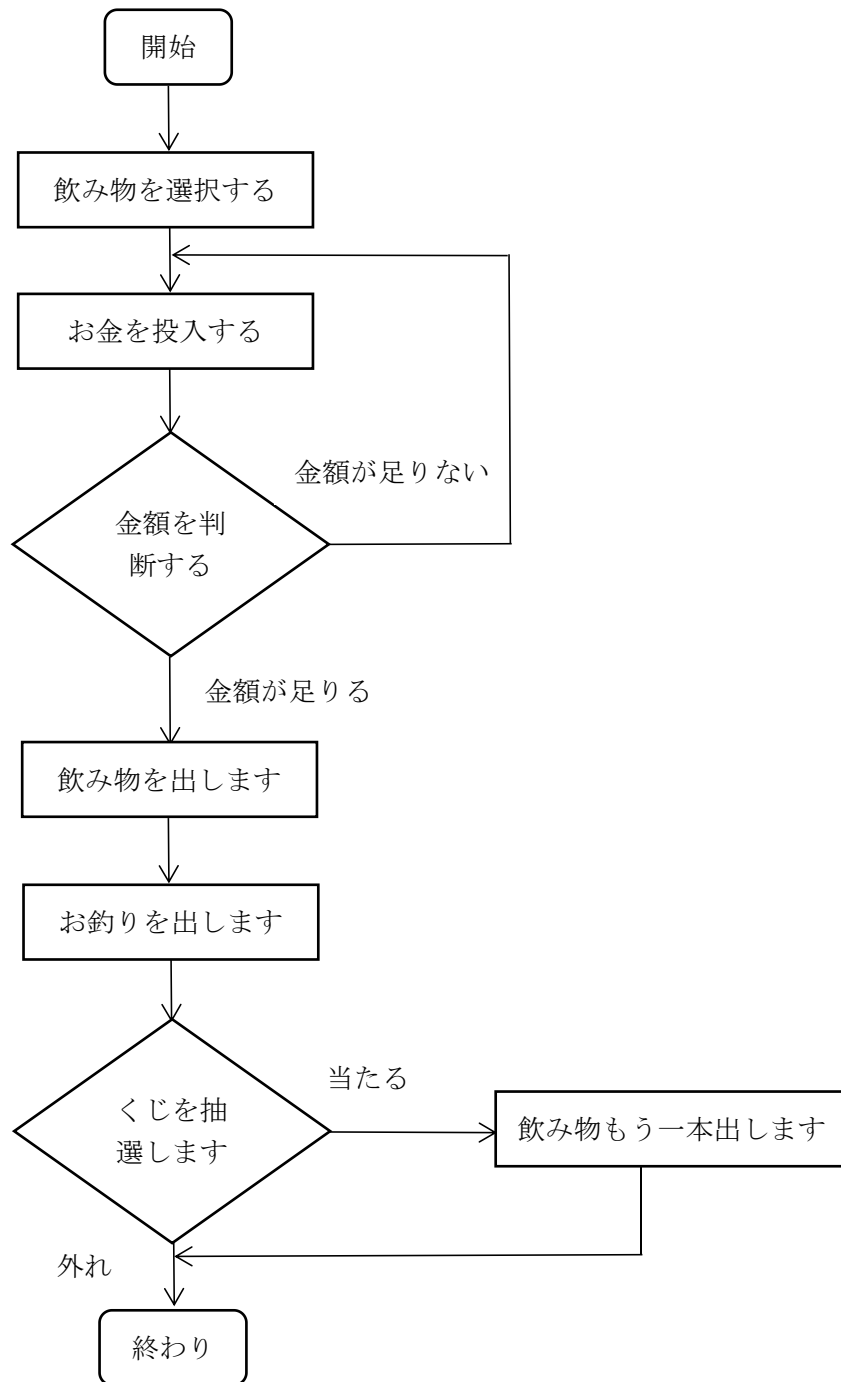 開始
飲み物を選択する
お金を投入する
金額が足りない
金額を判
断する
金額が足りる
飲み物を出します
お釣りを出します
当たる
くじを抽
選します
飲み物もう一本出します
外れ
終わり